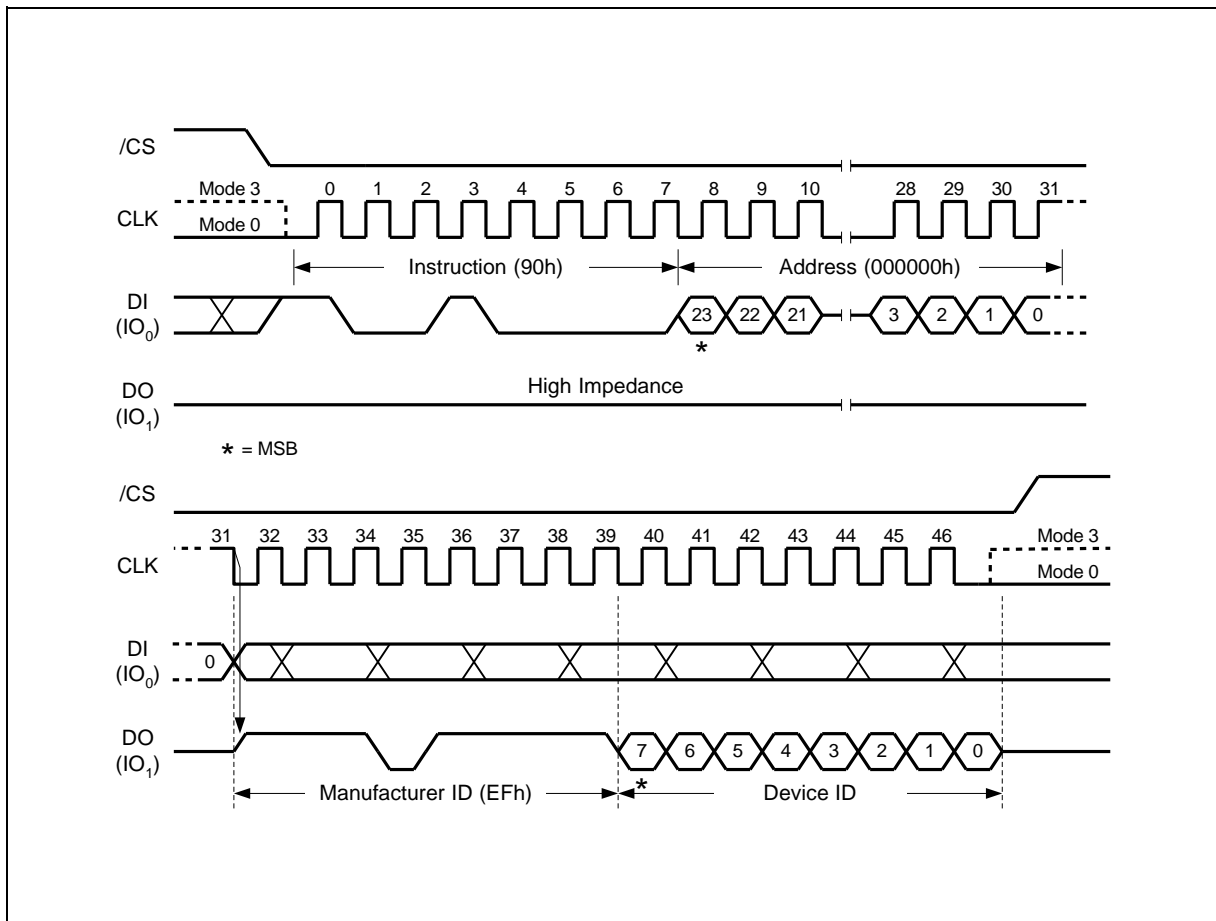 /CS
Mode 3
0 1 2 3 4 5 6 7 8 9 10 28 29 30 31
CLK
Mode 0
Instruction (90h)
Address (000000h)
DI
(IO0)
23 22 21 3 2 1 0
*
High Impedance
DO
(IO1)
* = MSB
/CS
31 32 33 34 35 36 37 38 39 40 41 42 43 44 45 46
Mode 3
CLK
Mode 0
DI
(IO0)
0
DO
(IO1)
7 6 5 4 3 2 1 0
*
Manufacturer ID (EFh)
Device ID